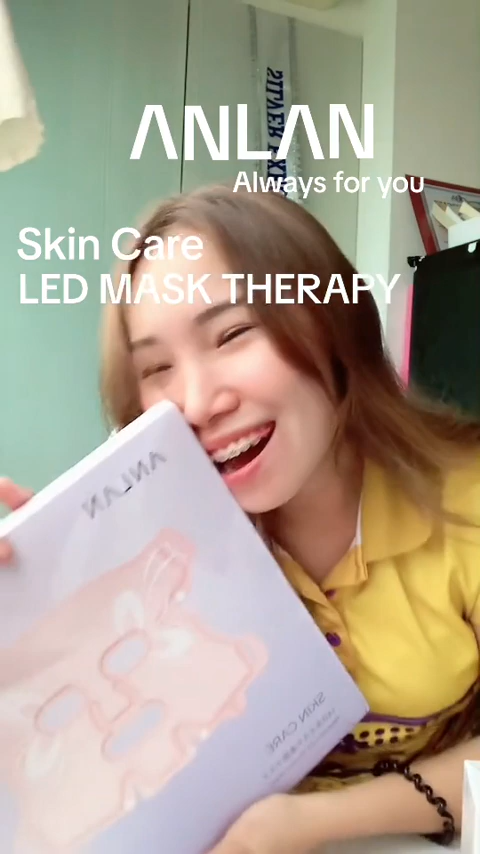 ANLAN
Always for you
Skin Care
LED MASK THERAPY
ANLAN
SKIN CARE